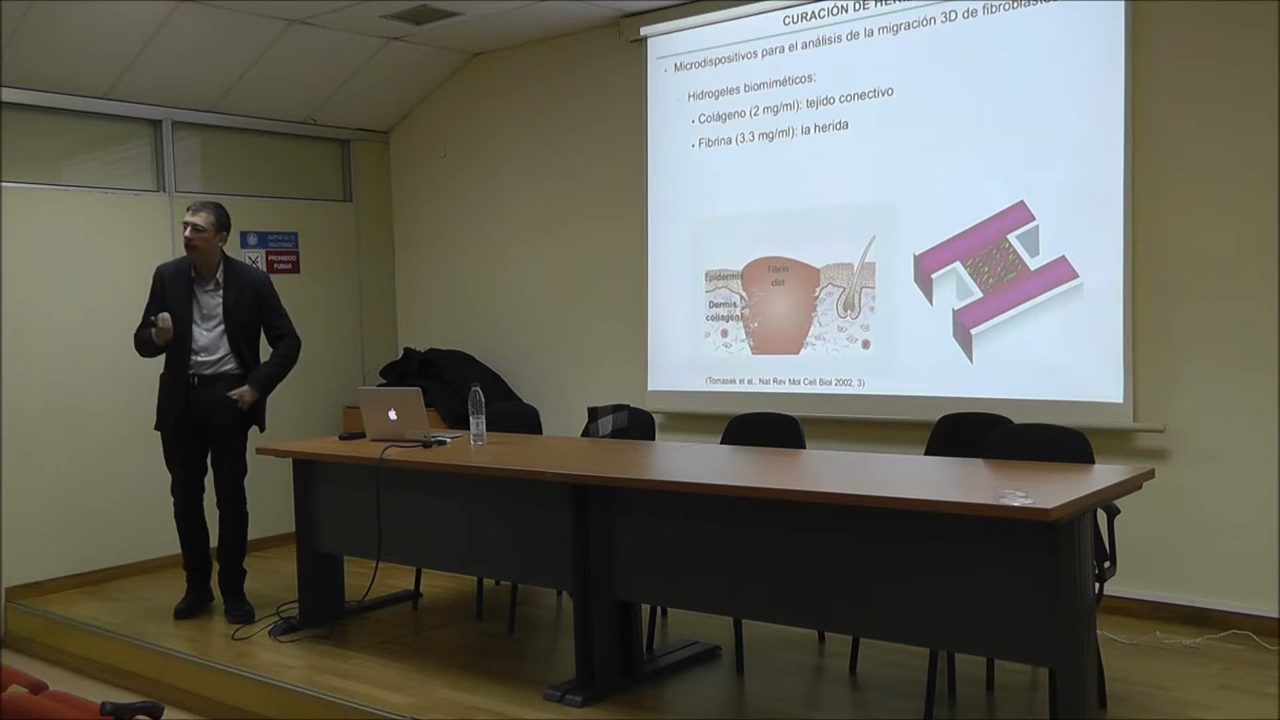 CURACIÓN DE
• Microdispositivos para el análisis de la migración 3D de fibroblastos
Hidrogeles biomiméticos:
• Colágeno (2 mg/ml): tejido conectivo
• Fibrina (3.3 mg/ml): la herida
Epidermis
Fibrin
clot
Dermis
collagen
(Tomasek et al., Nat Rev Mol Cell Biol 2002, 3)
PROHIBIDO
FUMAR